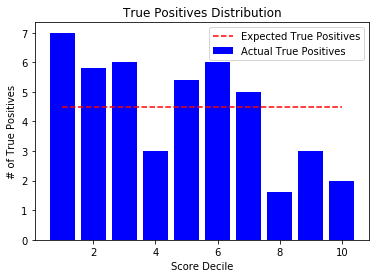 True Positives Distribution
Expected True Positives
Actual True Positives
# of True Positives
7
6
5
4
3
2
1
0
2
4
6
8
10
Score Decile